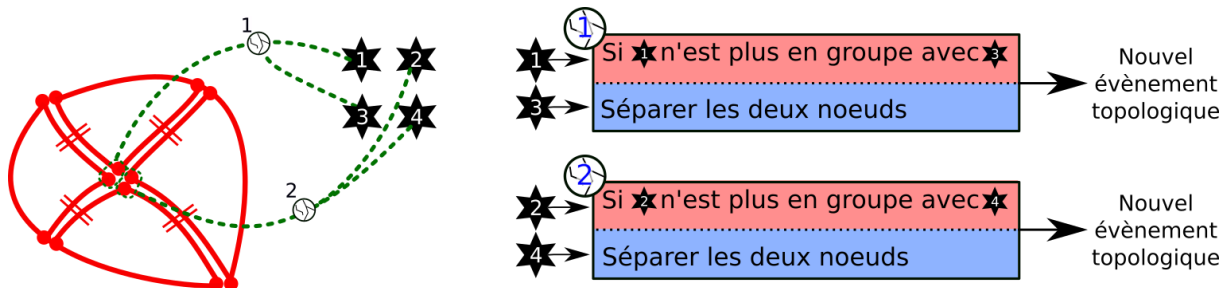 1
1
2
3
4
2
1
1
Si 1 n'est plus en groupe avec 3
3
Séparer les deux noeuds
Nouvel
évènement
topologique
2
2
Si 2 n'est plus en groupe avec 4
4
Séparer les deux noeuds
Nouvel
évènement
topologique